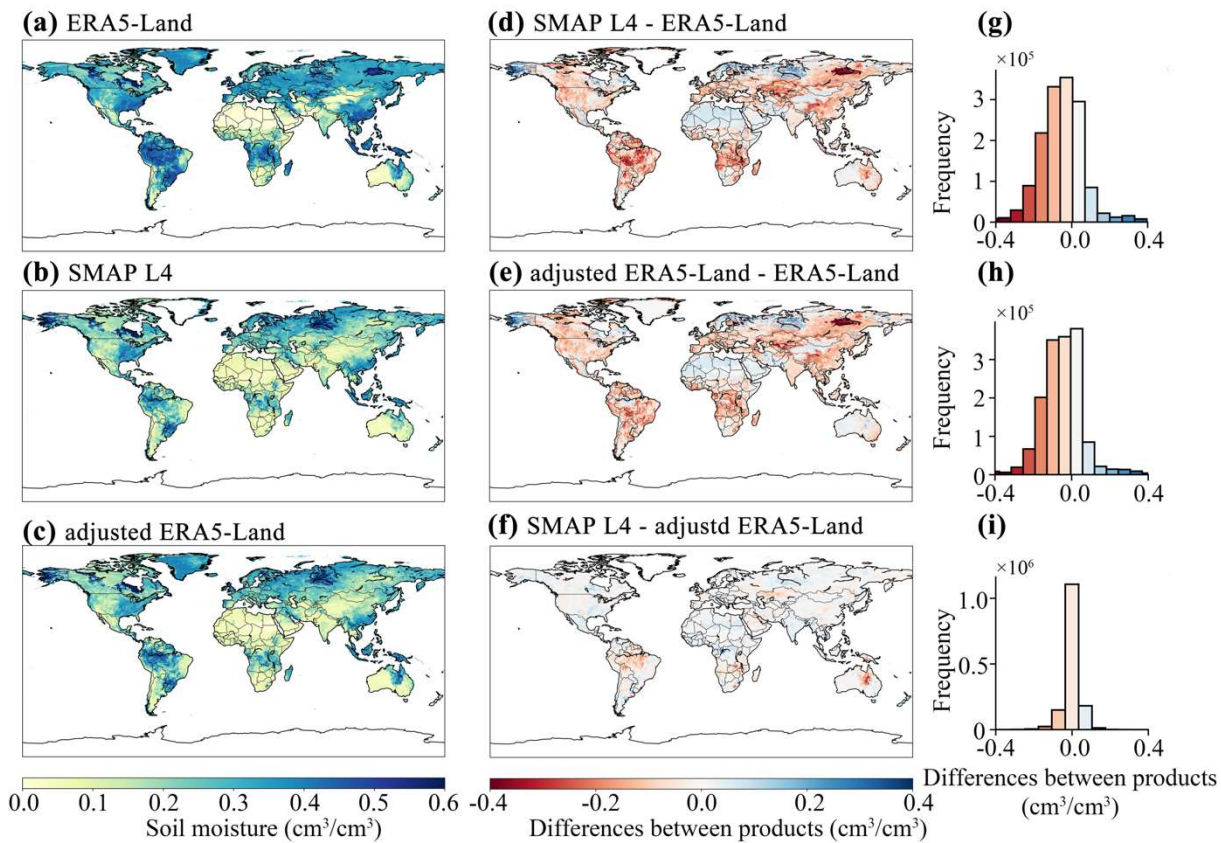 (a) ERA5-Land
(d) SMAP L4 - ERA5-Land
(g)
×10⁵
3
2
1
0
Frequency
-0.4 0.0 0.4
(b) SMAP L4
(e) adjusted ERA5-Land - ERA5-Land
(h)
×10⁵
3
2
1
0
Frequency
-0.4 0.0 0.4
(c) adjusted ERA5-Land
(f) SMAP L4 - adjustd ERA5-Land
(i)
×10⁶
1.0
0.5
0
Frequency
-0.4 0.0 0.4
Differences between products
(cm³/cm³)
0.0 0.1 0.2 0.3 0.4 0.5 0.6
Soil moisture (cm³/cm³)
-0.4 -0.2 0.0 0.2 0.4
Differences between products (cm³/cm³)